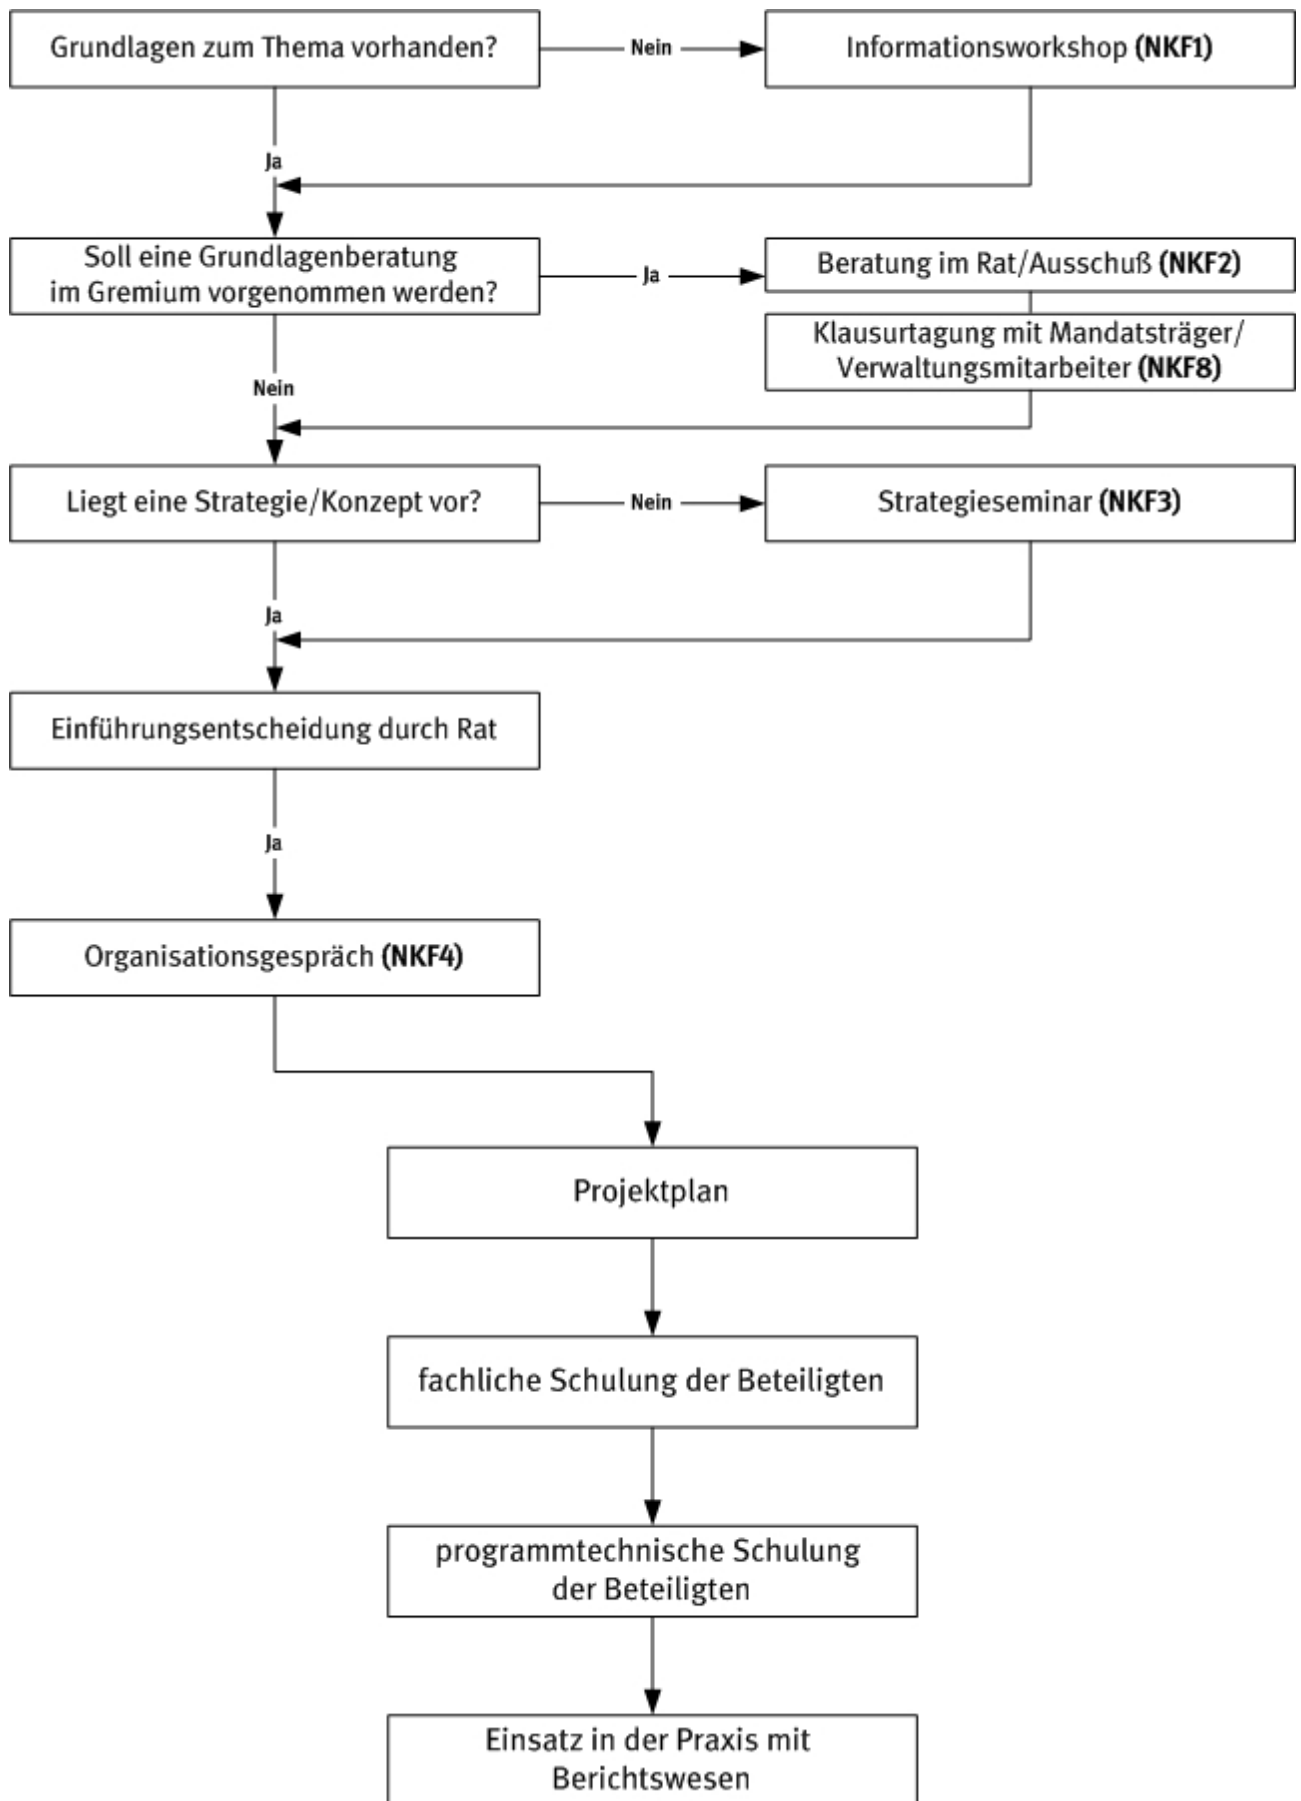 Grundlagen zum Thema vorhanden?
Nein
Informationsworkshop (NKF1)
Ja
Soll eine Grundlagenberatung
im Gremium vorgenommen werden?
Ja
Beratung im Rat/Ausschuß (NKF2)
Klausurtagung mit Mandatsträger/
Verwaltungsmitarbeiter (NKF8)
Nein
Liegt eine Strategie/Konzept vor?
Nein
Strategieseminar (NKF3)
Ja
Einführungsentscheidung durch Rat
Ja
Organisationsgespräch (NKF4)
Projektplan
fachliche Schulung der Beteiligten
programmtechnische Schulung
der Beteiligten
Einsatz in der Praxis mit
Berichtswesen